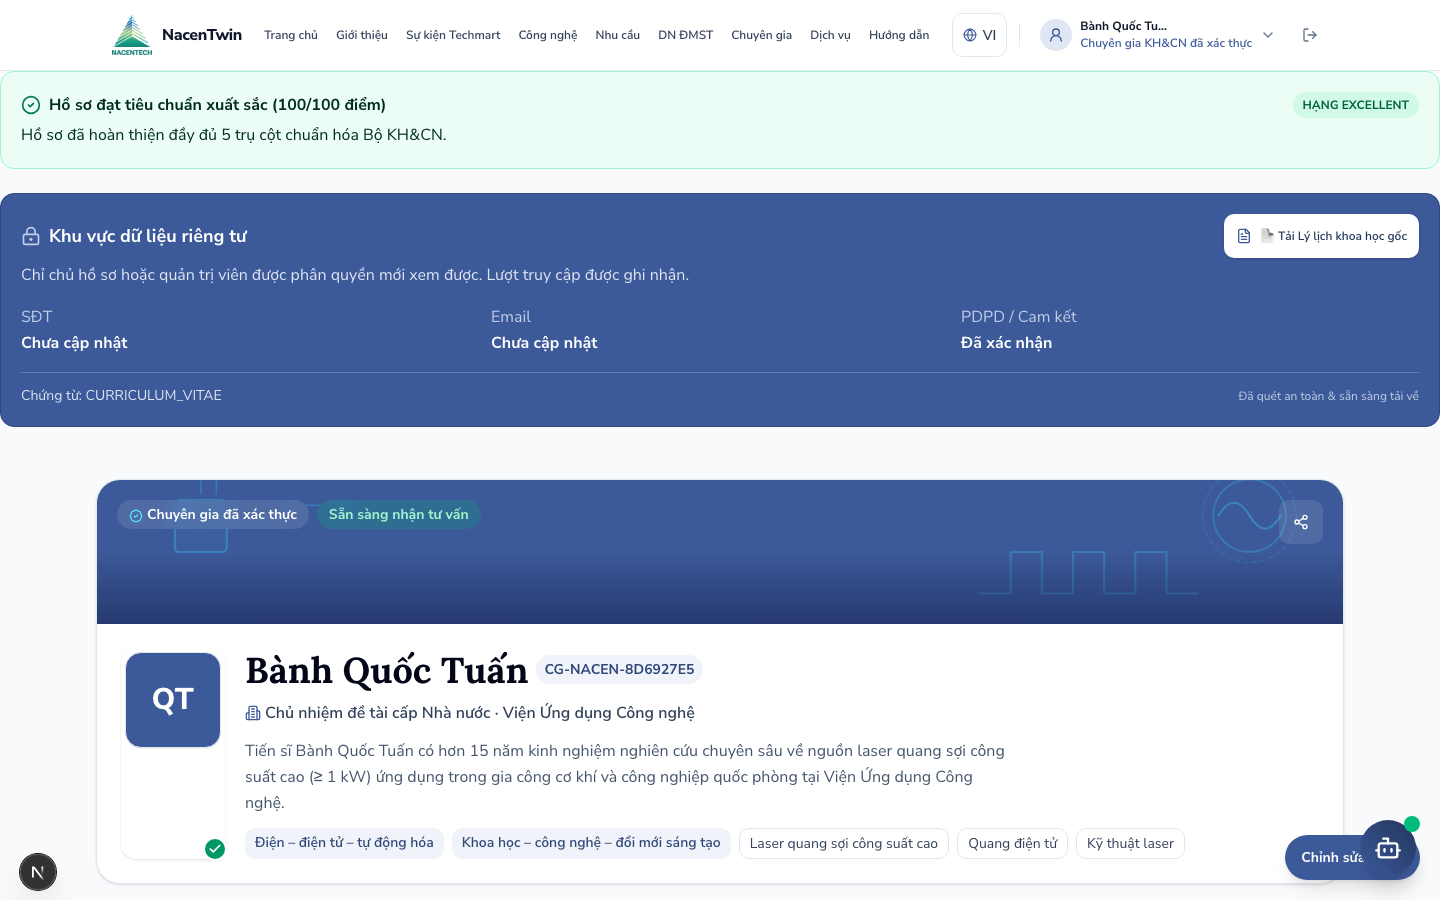 NACENTECH
NacenTwin
Trang chủ
Giới thiệu
Sự kiện Techmart
Công nghệ
Nhu cầu
DN ĐMST
Chuyên gia
Dịch vụ
Hướng dẫn
VI
Bành Quốc Tu...
Chuyên gia KH&CN đã xác thực
Hồ sơ đạt tiêu chuẩn xuất sắc (100/100 điểm)
HẠNG EXCELLENT
Hồ sơ đã hoàn thiện đầy đủ 5 trụ cột chuẩn hóa Bộ KH&CN.
Khu vực dữ liệu riêng tư
Tải Lý lịch khoa học gốc
Chỉ chủ hồ sơ hoặc quản trị viên được phân quyền mới xem được. Lượt truy cập được ghi nhận.
SĐT
Email
PDPD / Cam kết
Chưa cập nhật
Chưa cập nhật
Đã xác nhận
Chứng từ: CURRICULUM_VITAE
Đã quét an toàn & sẵn sàng tải về
Chuyên gia đã xác thực
Sẵn sàng nhận tư vấn
QT
Bành Quốc Tuấn
CG-NACEN-8D6927E5
Chủ nhiệm đề tài cấp Nhà nước · Viện Ứng dụng Công nghệ
Tiến sĩ Bành Quốc Tuấn có hơn 15 năm kinh nghiệm nghiên cứu chuyên sâu về nguồn laser quang sợi công
suất cao (≥ 1 kW) ứng dụng trong gia công cơ khí và công nghiệp quốc phòng tại Viện Ứng dụng Công
nghệ.
Điện – điện tử – tự động hóa
Khoa học – công nghệ – đổi mới sáng tạo
Laser quang sợi công suất cao
Quang điện tử
Kỹ thuật laser
Chỉnh sửa
N